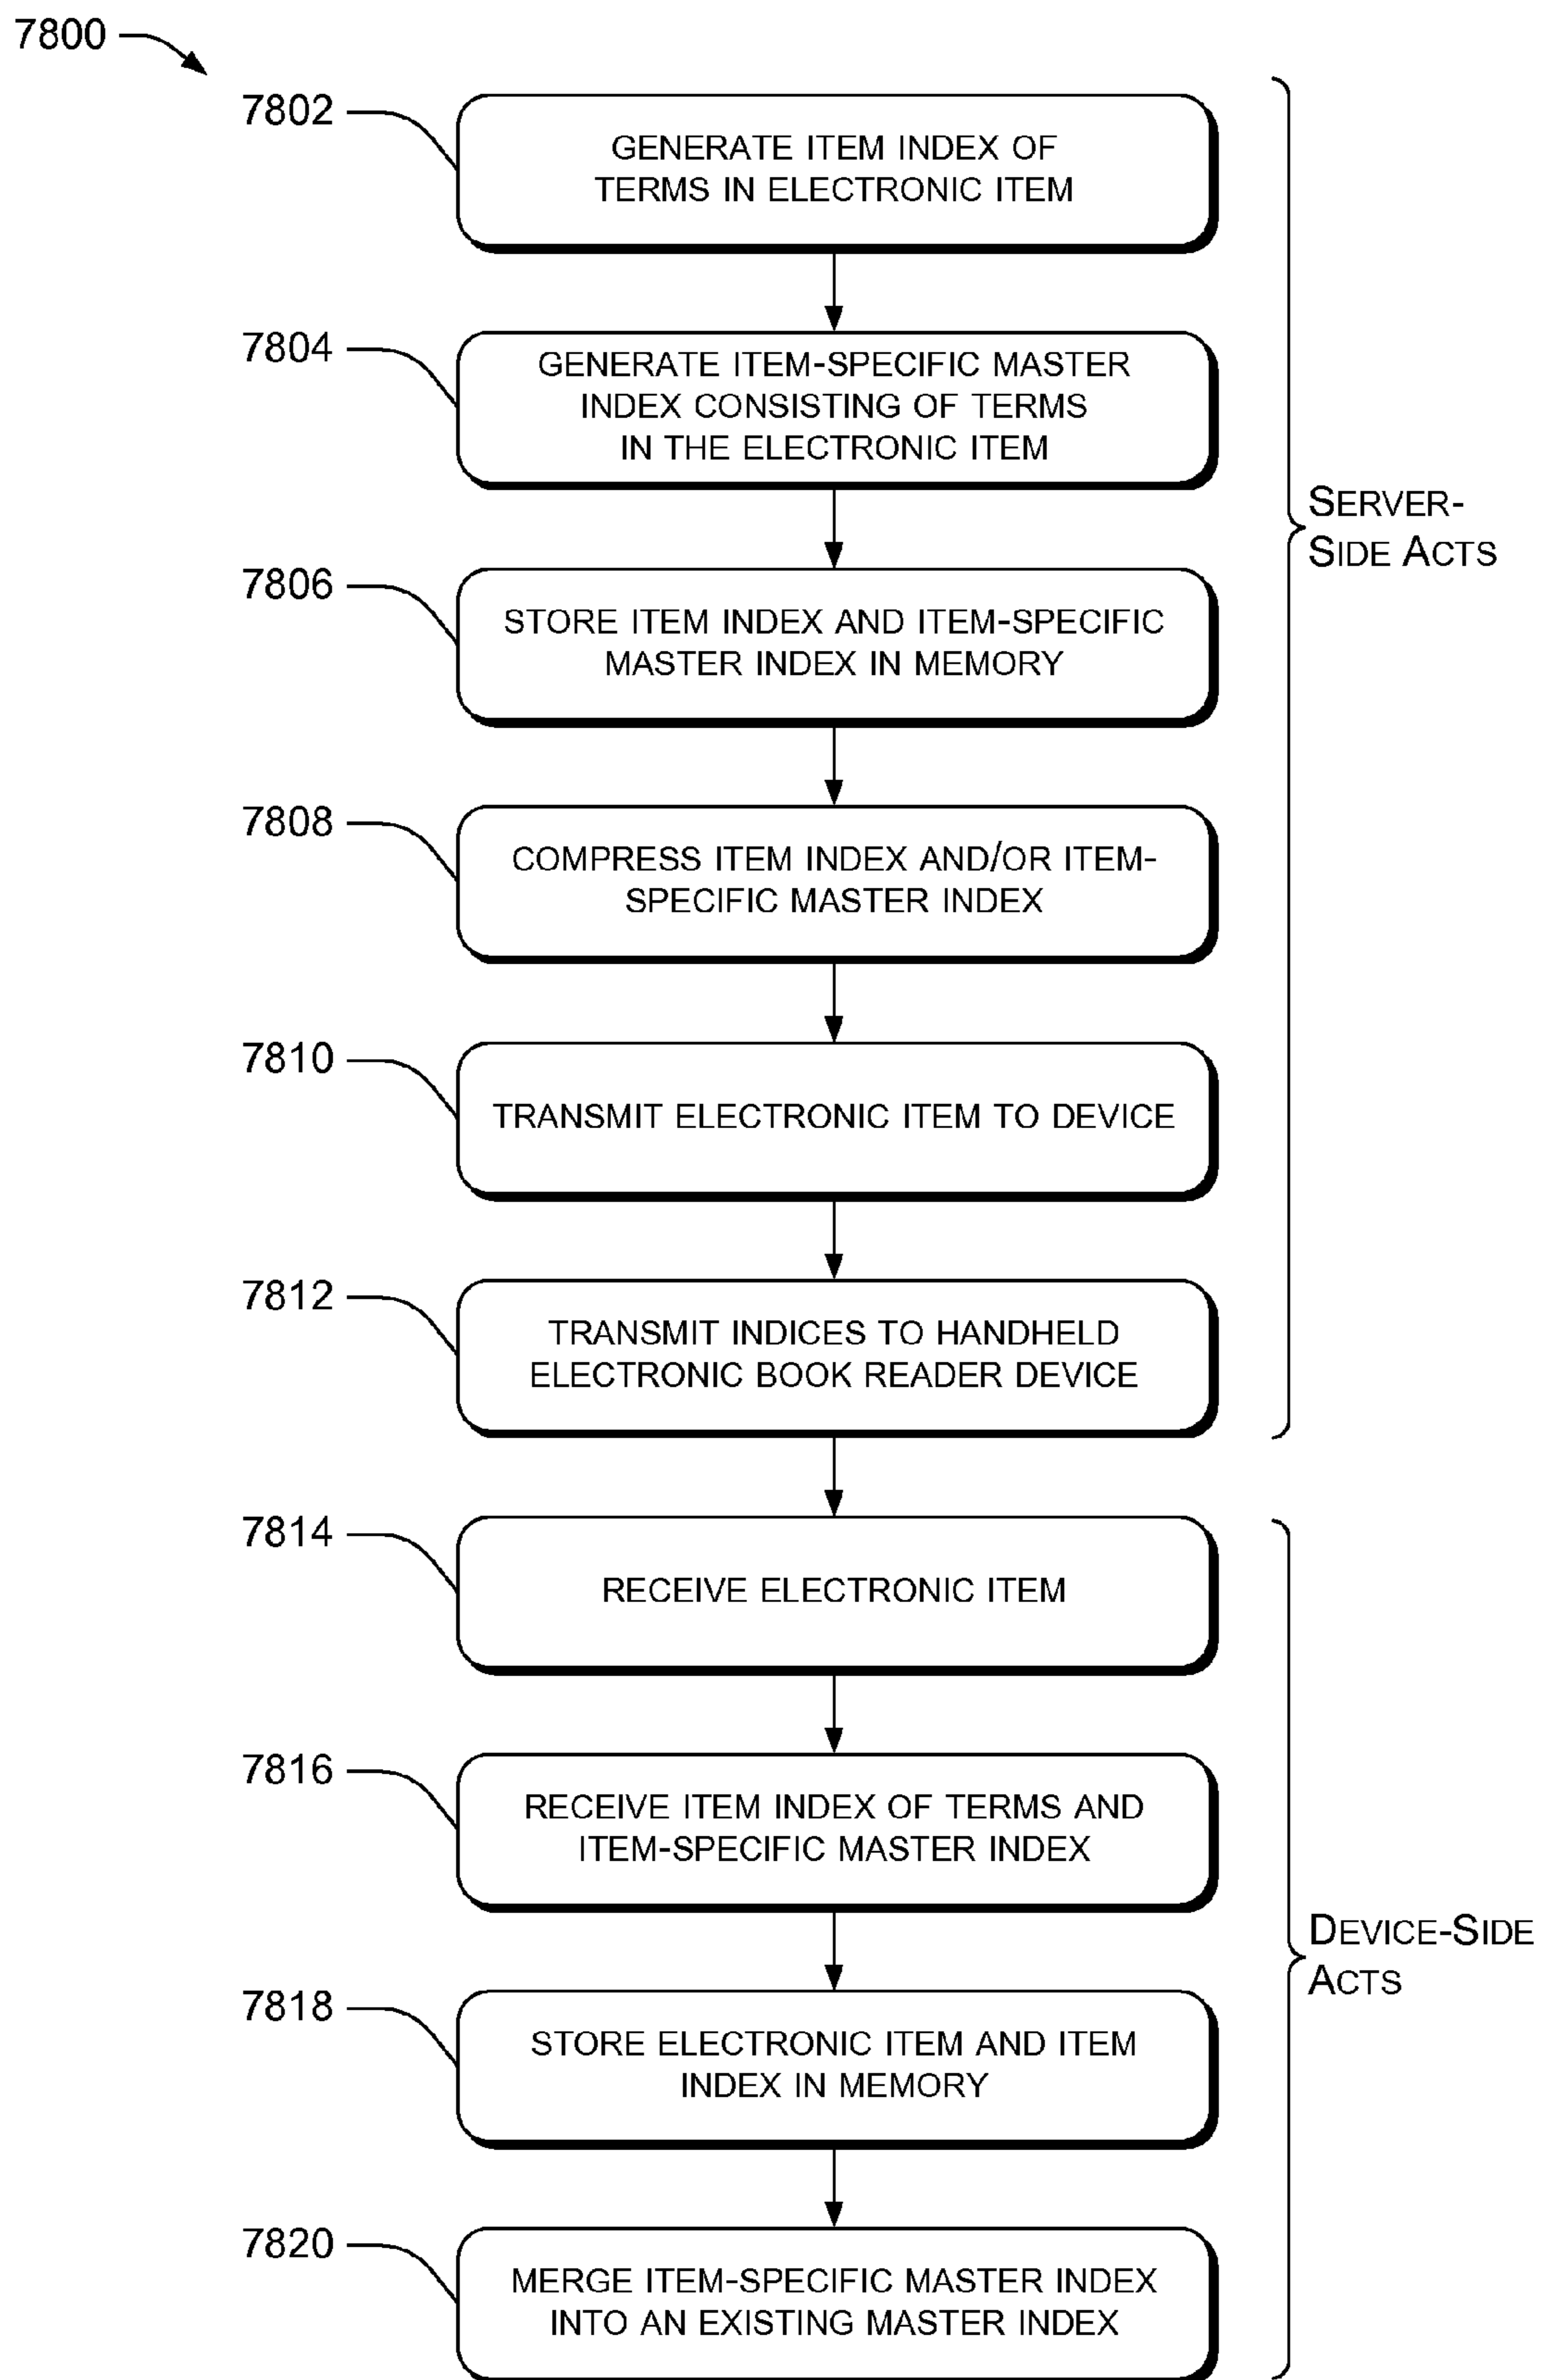 7800
7802
GENERATE ITEM INDEX OF
TERMS IN ELECTRONIC ITEM
7804
GENERATE ITEM-SPECIFIC MASTER
INDEX CONSISTING OF TERMS
IN THE ELECTRONIC ITEM
SERVER-
SIDE ACTS
7806
STORE ITEM INDEX AND ITEM-SPECIFIC
MASTER INDEX IN MEMORY
7808
COMPRESS ITEM INDEX AND/OR ITEM-
SPECIFIC MASTER INDEX
7810
TRANSMIT ELECTRONIC ITEM TO DEVICE
7812
TRANSMIT INDICES TO HANDHELD
ELECTRONIC BOOK READER DEVICE
7814
RECEIVE ELECTRONIC ITEM
7816
RECEIVE ITEM INDEX OF TERMS AND
ITEM-SPECIFIC MASTER INDEX
DEVICE-SIDE
ACTS
7818
STORE ELECTRONIC ITEM AND ITEM
INDEX IN MEMORY
7820
MERGE ITEM-SPECIFIC MASTER INDEX
INTO AN EXISTING MASTER INDEX